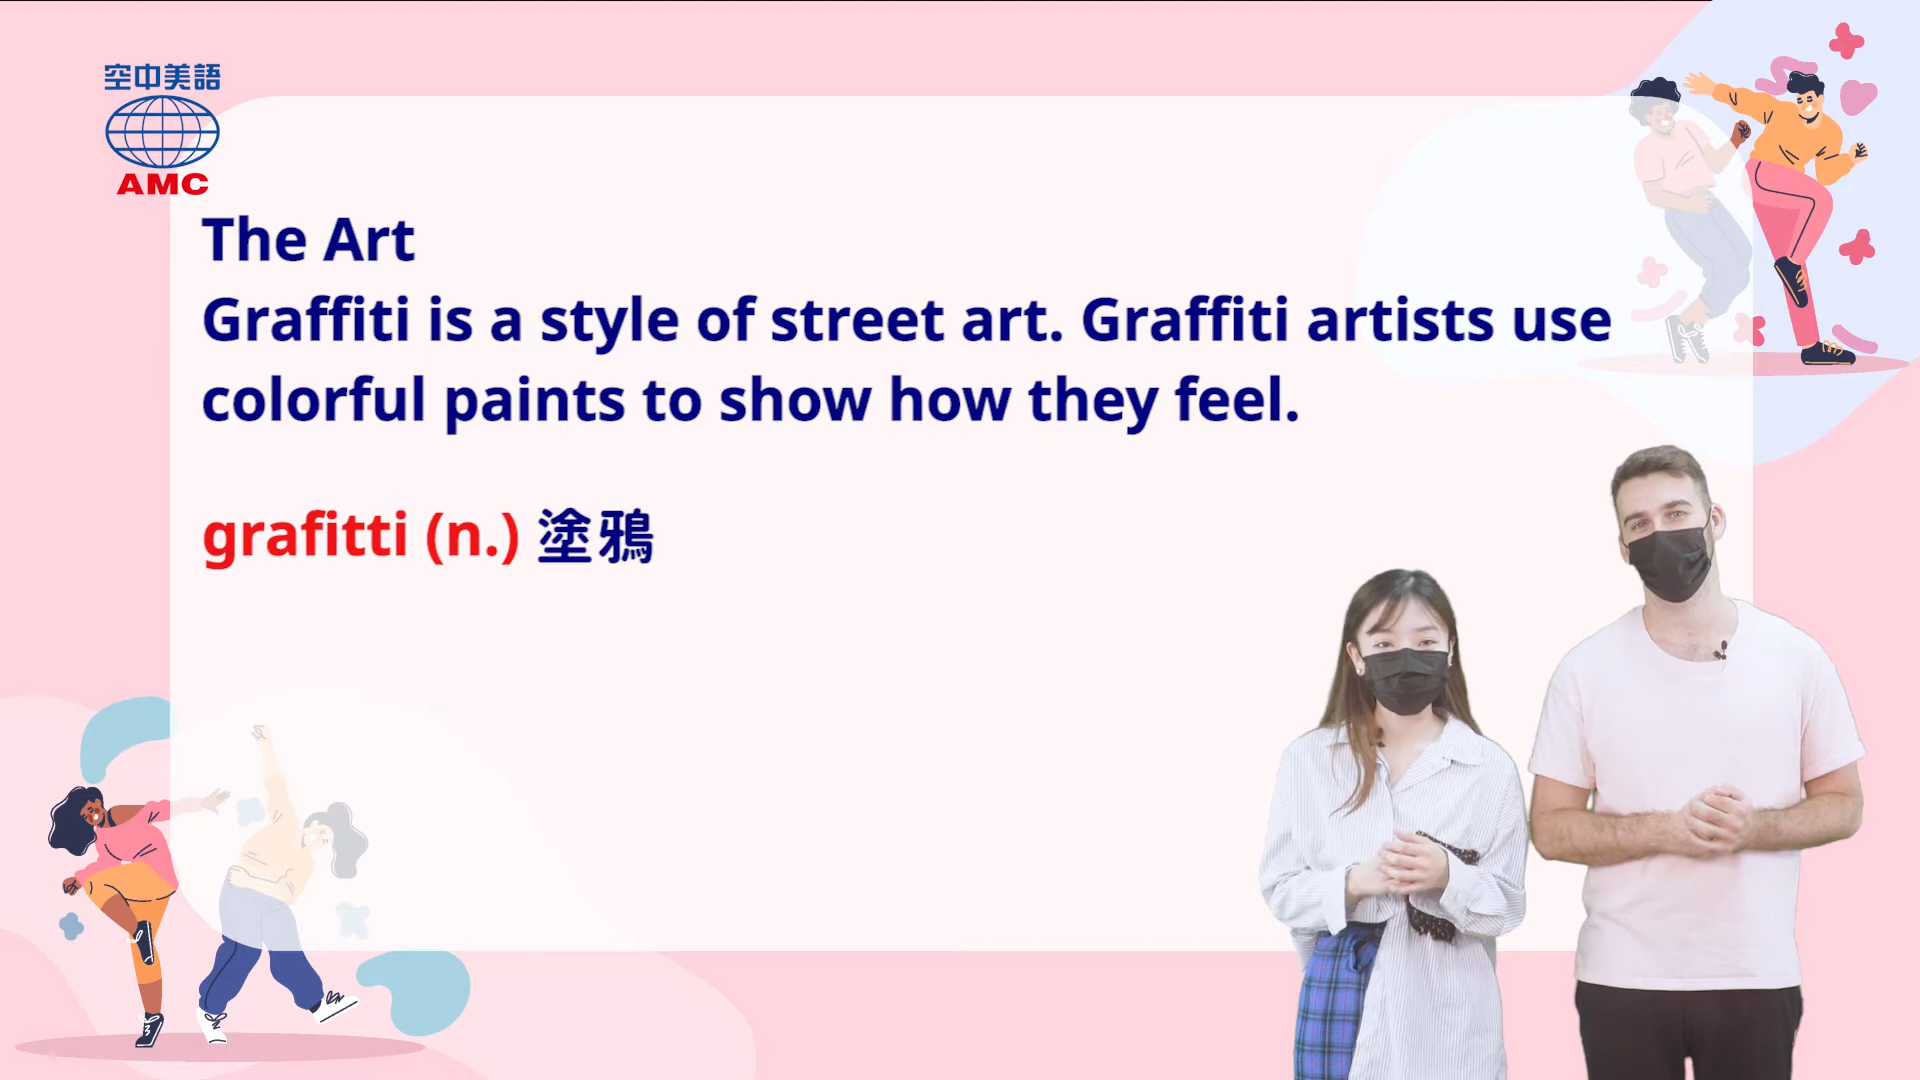 空中美語
AMC
The Art
Graffiti is a style of street art. Graffiti artists use
colorful paints to show how they feel.
grafitti (n.) 塗鴉